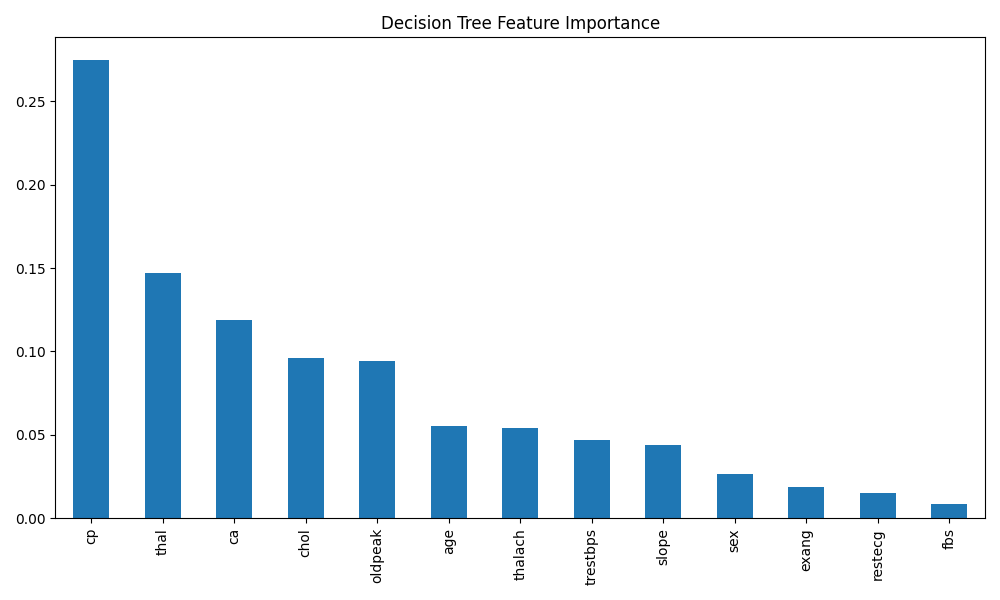 Decision Tree Feature Importance
0.25
0.20
0.15
0.10
0.05
0.00
cp
thal
ca
chol
oldpeak
age
thalach
trestbps
slope
sex
exang
restecg
fbs